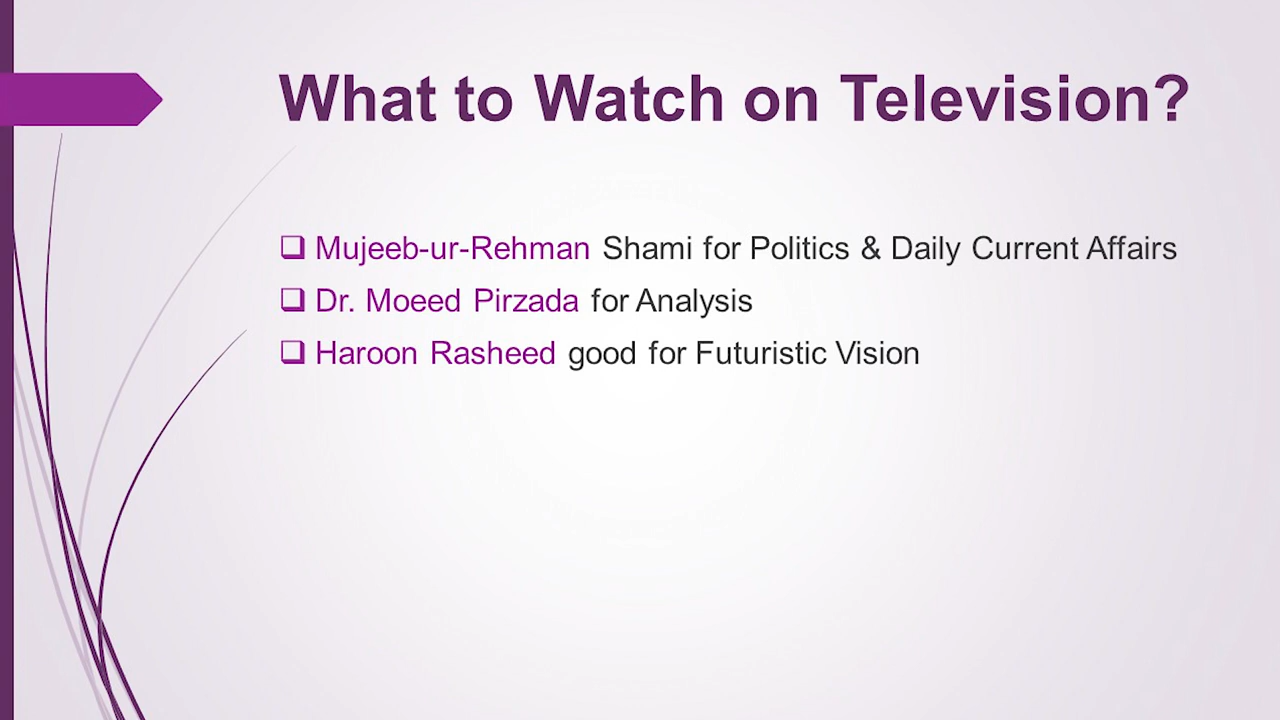 What to Watch on Television?
❑ Mujeeb-ur-Rehman Shami for Politics & Daily Current Affairs
❑ Dr. Moeed Pirzada for Analysis
❑ Haroon Rasheed good for Futuristic Vision